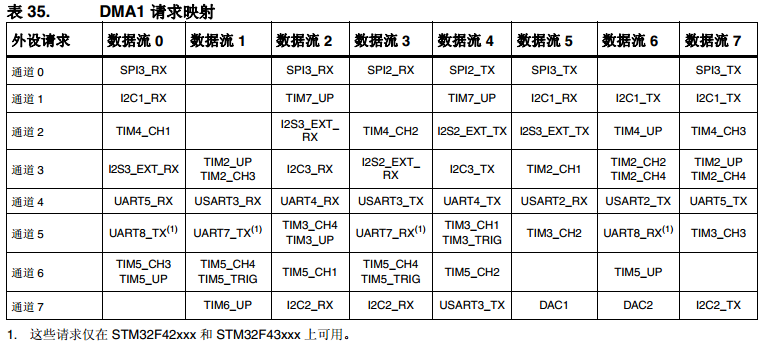 表 35. DMA1 请求映射
外设请求 数据流 0 数据流 1 数据流 2 数据流 3 数据流 4 数据流 5 数据流 6 数据流 7
通道 0 SPI3_RX SPI3_RX SPI2_RX SPI2_TX SPI3_TX SPI3_TX
通道 1 I2C1_RX TIM7_UP TIM7_UP I2C1_RX I2C1_TX I2C1_TX
通道 2 TIM4_CH1 I2S3_EXT_
RX TIM4_CH2 I2S2_EXT_TX I2S3_EXT_TX TIM4_UP TIM4_CH3
通道 3 I2S3_EXT_RX TIM2_UP
TIM2_CH3 I2C3_RX I2S2_EXT_
RX I2C3_TX TIM2_CH1 TIM2_CH2
TIM2_CH4 TIM2_UP
TIM2_CH4
通道 4 UART5_RX USART3_RX UART4_RX USART3_TX UART4_TX USART2_RX USART2_TX UART5_TX
通道 5 UART8_TX(1) UART7_TX(1) TIM3_CH4
TIM3_UP UART7_RX(1) TIM3_CH1
TIM3_TRIG TIM3_CH2 UART8_RX(1) TIM3_CH3
通道 6 TIM5_CH3
TIM5_UP TIM5_CH4
TIM5_TRIG TIM5_CH1 TIM5_CH4
TIM5_TRIG TIM5_CH2 TIM5_UP
通道 7 TIM6_UP I2C2_RX I2C2_RX USART3_TX DAC1 DAC2 I2C2_TX
1. 这些请求仅在 STM32F42xxx 和 STM32F43xxx 上可用。